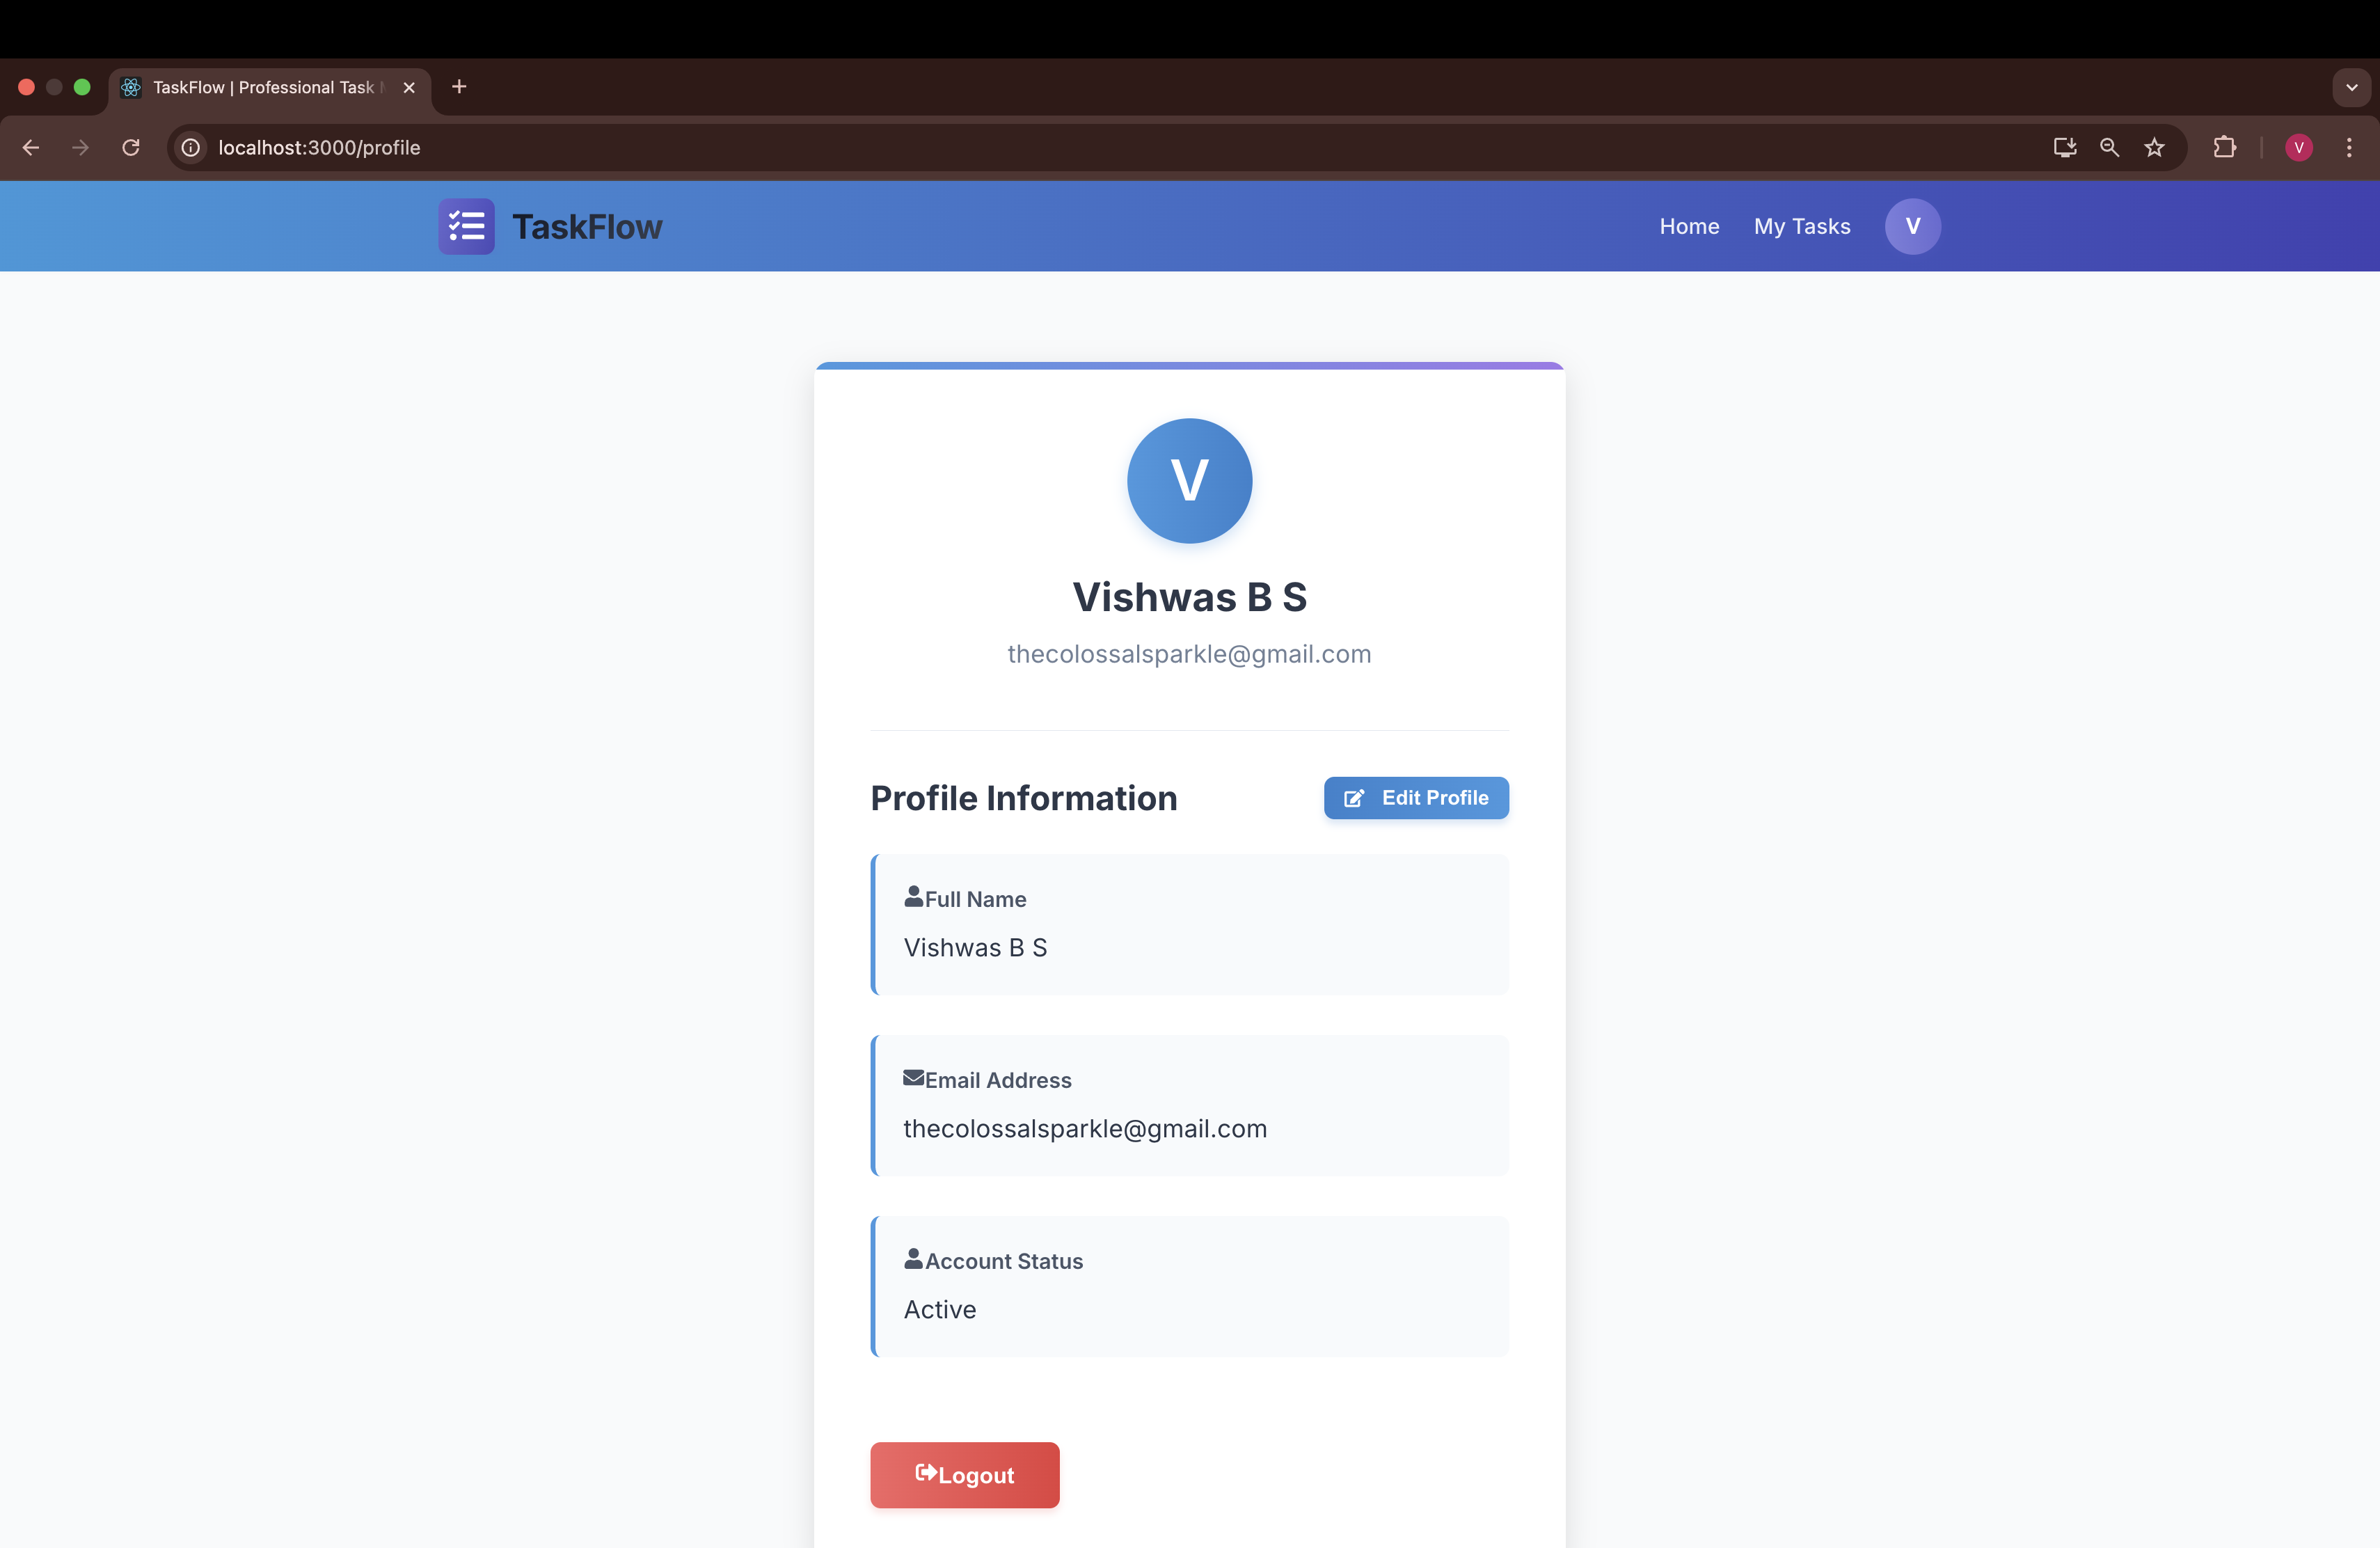 TaskFlow | Professional Task
localhost:3000/profile
V
TaskFlow
Home
My Tasks
V
V
Vishwas B S
thecolossalsparkle@gmail.com
Profile Information
Edit Profile
Full Name
Vishwas B S
Email Address
thecolossalsparkle@gmail.com
Account Status
Active
Logout